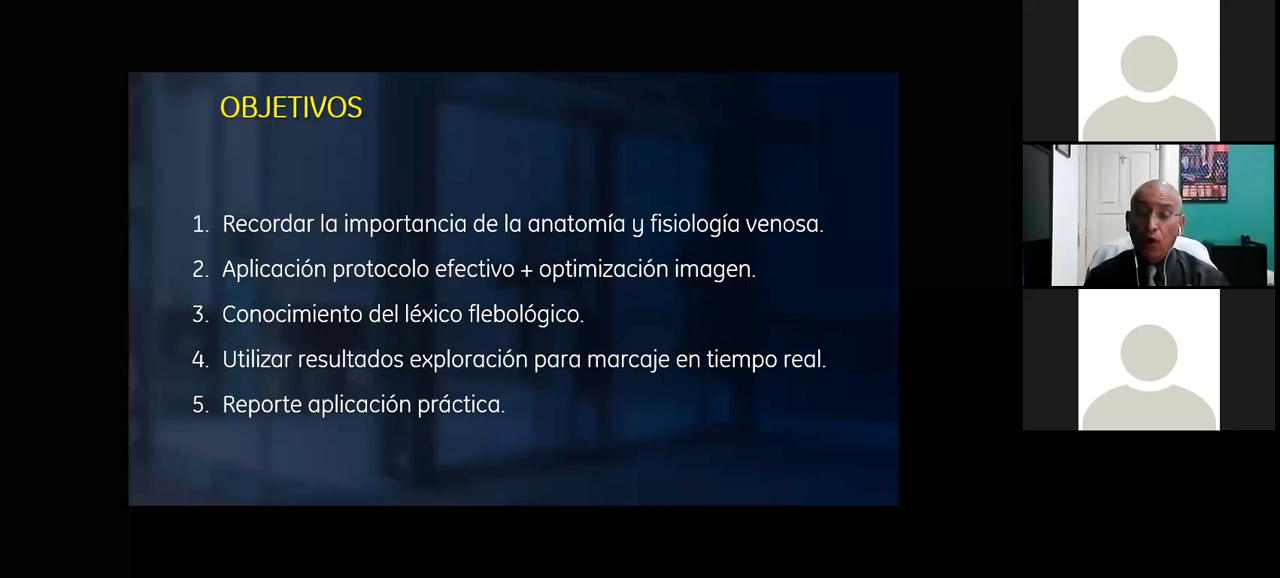 OBJETIVOS
1. Recordar la importancia de la anatomía y fisiología venosa.
2. Aplicación protocolo efectivo + optimización imagen.
3. Conocimiento del léxico flebológico.
4. Utilizar resultados exploración para marcaje en tiempo real.
5. Reporte aplicación práctica.